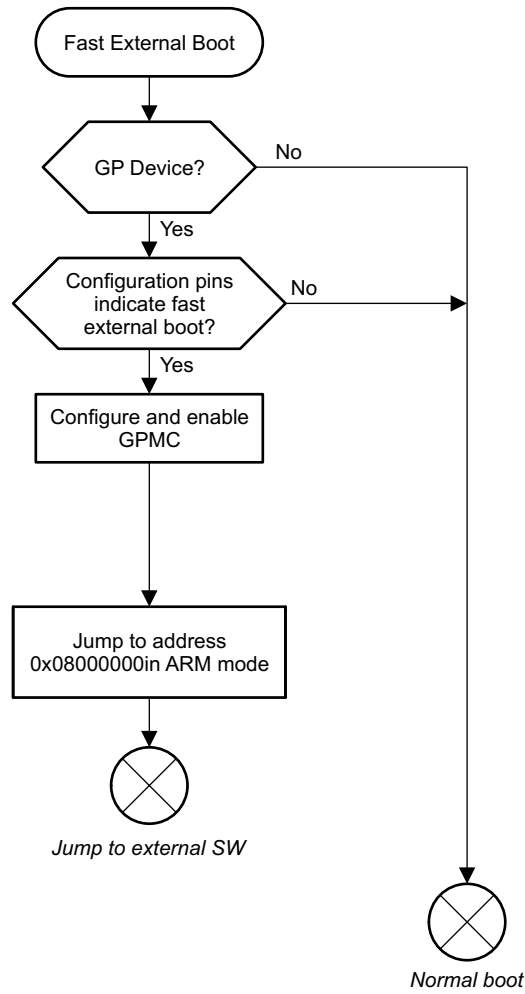 Fast External Boot
GP Device?
No
Yes
Configuration pins
indicate fast
external boot?
No
Yes
Configure and enable
GPMC
Jump to address
0x08000000in ARM mode
Jump to external SW
Normal boot